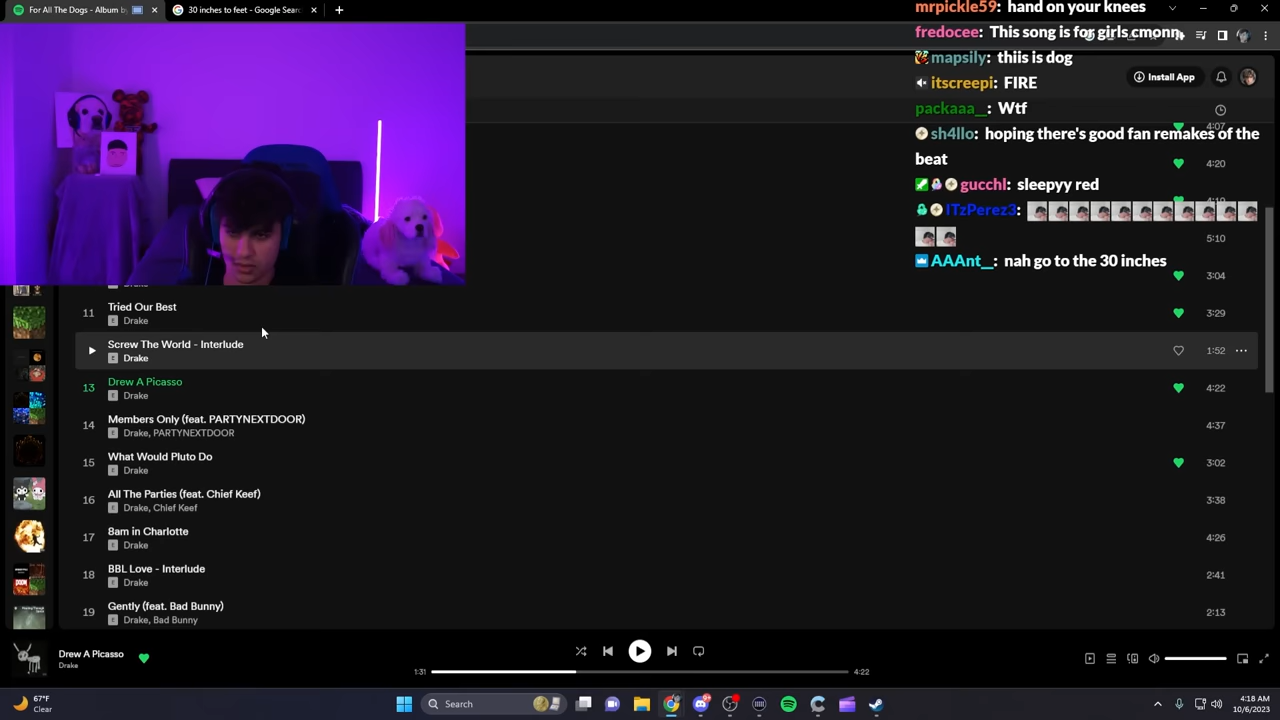 For All The Dogs - Album by
30 inches to feet - Google Sear
mrpickle59: hand on your knees
fredocee: This song is for girls cmonn
mapsily: thiis is dog
Install App
itscreepi: FIRE
packaaa_: Wtf
4:07
sh4llo: hoping there's good fan remakes of the
beat
4:20
gucchl: sleepyy red
ITzPerez3:
5:10
AAAnt_: nah go to the 30 inches
3:04
11 Tried Our Best
E Drake
3:29
Screw The World - Interlude
E Drake
1:52
13 Drew A Picasso
E Drake
4:22
14 Members Only (feat. PARTYNEXTDOOR)
E Drake, PARTYNEXTDOOR
4:37
15 What Would Pluto Do
E Drake
3:02
16 All The Parties (feat. Chief Keef)
E Drake, Chief Keef
3:38
17 8am in Charlotte
E Drake
4:26
18 BBL Love - Interlude
E Drake
2:41
19 Gently (feat. Bad Bunny)
E Drake, Bad Bunny
2:13
Drew A Picasso
Drake
1:31
4:22
67°F
Clear
Search
4:18 AM
10/6/2023